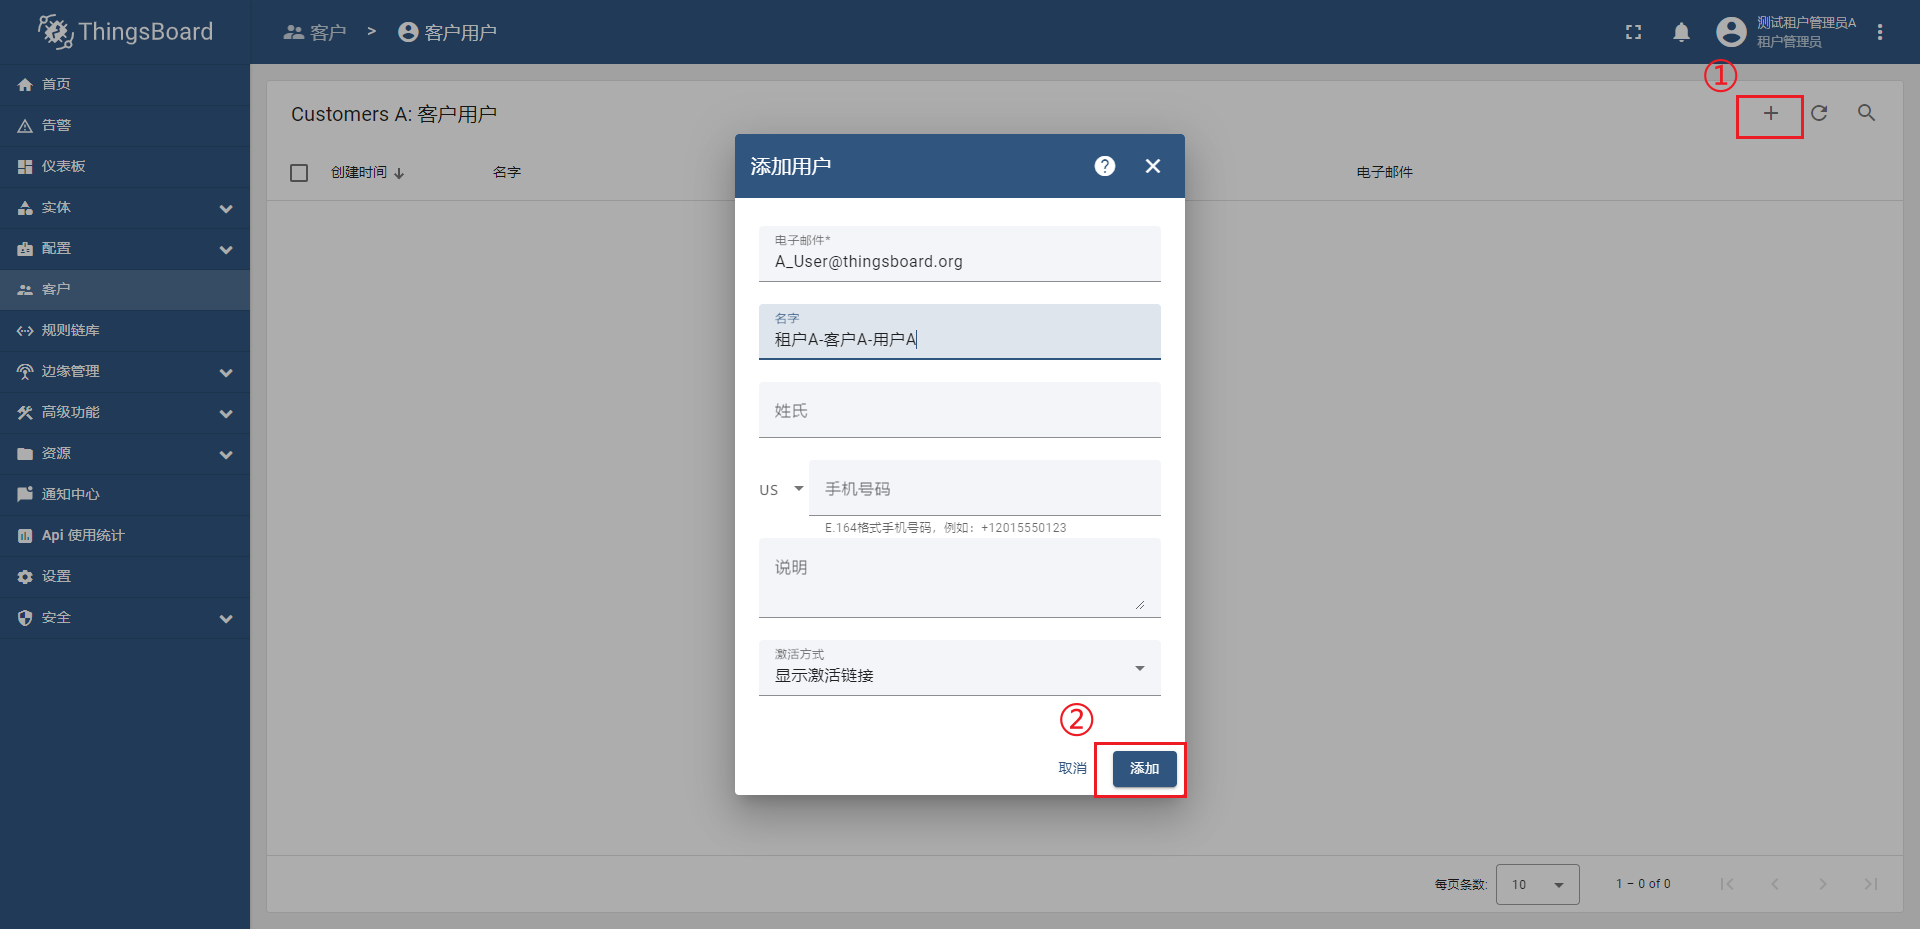 ThingsBoard
客户 > 客户用户
测试租户管理员A
租户管理员
首页
告警
仪表板
实体
配置
客户
规则链库
边缘管理
高级功能
资源
通知中心
Api 使用统计
设置
安全
①
Customers A: 客户用户
创建时间
名字
电子邮件
添加用户
电子邮件*
A_User@thingsboard.org
名字
租户A-客户A-用户A
姓氏
US
手机号码
E.164格式手机号码，例如：+12015550123
说明
激活方式
显示激活链接
②
取消
添加
每页条数:
10
1 – 0 of 0